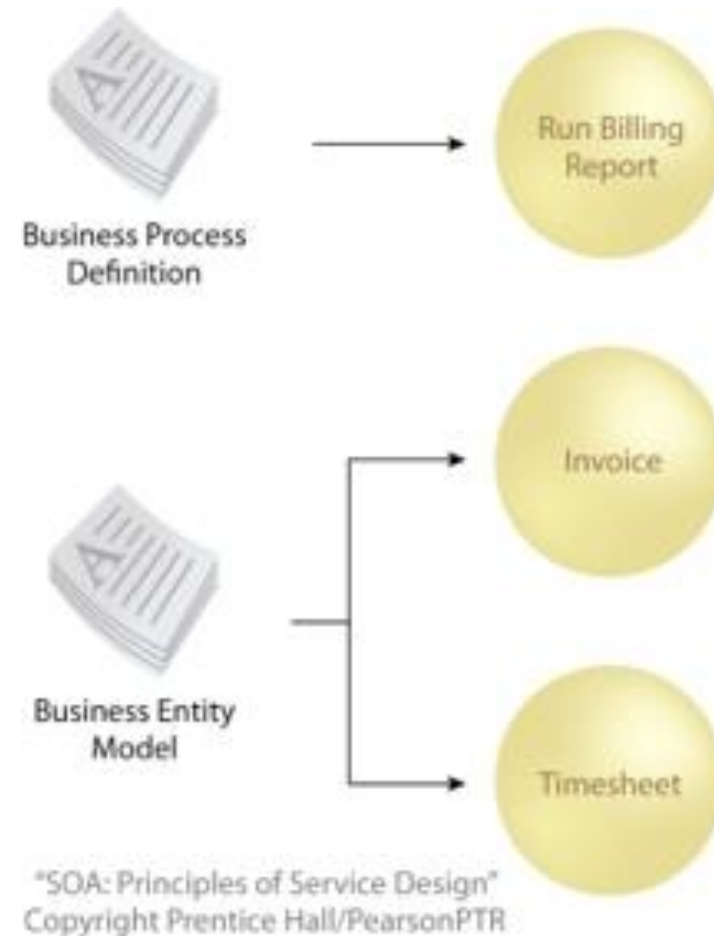 Run Billing
Report
Business Process
Definition
Invoice
Business Entity
Model
Timesheet
"SOA: Principles of Service Design"
Copyright Prentice Hall/PearsonPTR